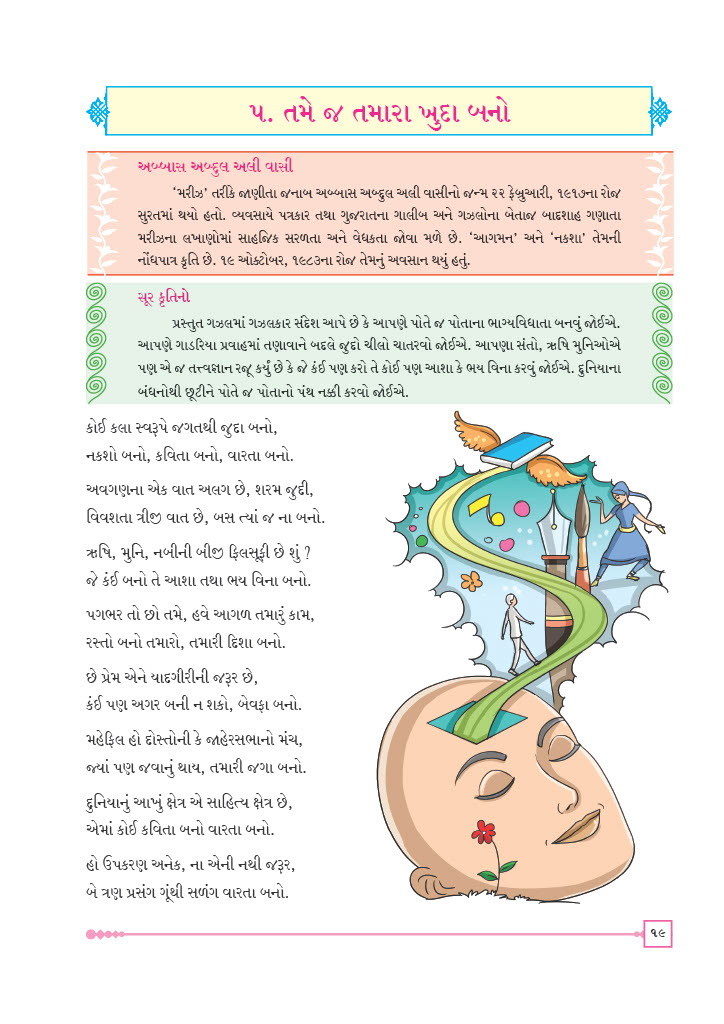 ૫. તમે જ તમારા ખુદા બનો
અબ્બાસ અબ્દુલ અલી વાસી
‘મરીઝ’ તરીકે જાણીતા જનાબ અબ્બાસ અબ્દુલ અલી વાસીનો જન્મ ૨૨ ફેબ્રુઆરી, ૧૯૧૭ના રોજ
સુરતમાં થયો હતો. વ્યવસાયે પત્રકાર તથા ગુજરાતના ગાલીબ અને ગઝલોના બેતાજ બાદશાહ ગણાતા
મરીઝના લખાણોમાં સાહજિક સરળતા અને વેધકતા જોવા મળે છે. ‘આગમન’ અને ‘નકશા’ તેમની
નોંધપાત્ર કૃતિ છે. ૧૯ ઓક્ટોબર, ૧૯૮૩ના રોજ તેમનું અવસાન થયું હતું.
સૂર કૃતિનો
પ્રસ્તુત ગઝલમાં ગઝલકાર સંદેશ આપે છે કે આપણે પોતે જ પોતાના ભાગ્યવિધાતા બનવું જોઈએ.
આપણે ગાડરિયા પ્રવાહમાં તણાવાને બદલે જુદો ચીલો ચાતરવો જોઈએ. આપણા સંતો, ઋષિ મુનિઓએ
પણ એ જ તત્ત્વજ્ઞાન રજૂ કર્યું છે કે જે કંઈ પણ કરો તે કોઈ પણ આશા કે ભય વિના કરવું જોઈએ. દુનિયાના
બંધનોથી છૂટીને પોતે જ પોતાનો પંથ નક્કી કરવો જોઈએ.
કોઈ કલા સ્વરૂપે જગતથી જુદા બનો,
નકશો બનો, કવિતા બનો, વારતા બનો.
અવગણના એક વાત અલગ છે, શરમ જુદી,
વિવશતા ત્રીજી વાત છે, બસ ત્યાં જ ના બનો.
ઋષિ, મુનિ, નબીની બીજી ફિલસૂફી છે શું ?
જે કંઈ બનો તે આશા તથા ભય વિના બનો.
પગભર તો છો તમે, હવે આગળ તમારું કામ,
રસ્તો બનો તમારો, તમારી દિશા બનો.
છે પ્રેમ એને યાદગીરીની જરૂર છે,
કંઈ પણ અગર બની ન શકો, બેવફા બનો.
મહેફિલ હો દોસ્તોની કે જાહેરસભાનો મંચ,
જ્યાં પણ જવાનું થાય, તમારી જગા બનો.
દુનિયાનું આખું ક્ષેત્ર એ સાહિત્ય ક્ષેત્ર છે,
એમાં કોઈ કવિતા બનો વારતા બનો.
હો ઉપકરણ અનેક, ના એની નથી જરૂર,
બે ત્રણ પ્રસંગ ગૂંથી સળંગ વારતા બનો.
૧૯